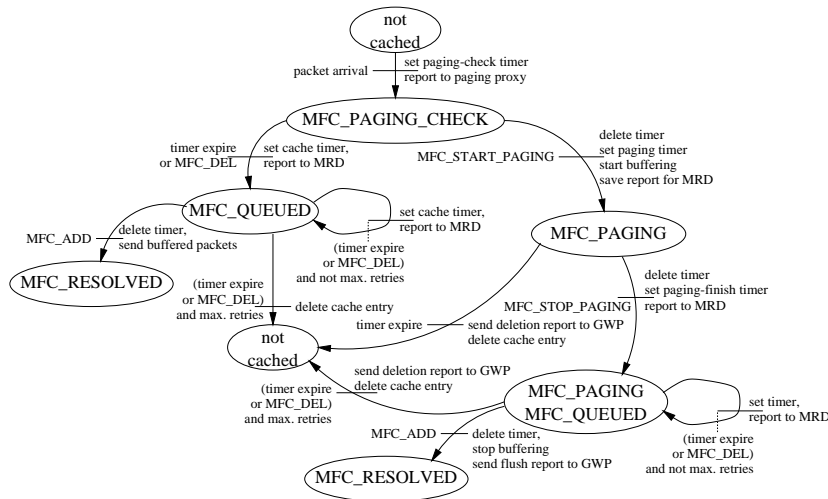 not
cached
packet arrival
set paging-check timer
report to paging proxy
MFC_PAGING_CHECK
timer expire
or MFC_DEL
set cache timer,
report to MRD
MFC_START_PAGING
delete timer
set paging timer
start buffering
save report for MRD
MFC_QUEUED
set cache timer,
report to MRD
(timer expire
or MFC_DEL)
and not max. retries
MFC_ADD
delete timer,
send buffered packets
MFC_RESOLVED
MFC_PAGING
(timer expire
or MFC_DEL)
and max. retries
delete cache entry
MFC_STOP_PAGING
delete timer
set paging-finish timer
report to MRD
timer expire
send deletion report to GWP
delete cache entry
not
cached
(timer expire
or MFC_DEL)
and max. retries
send deletion report to GWP
delete cache entry
MFC_PAGING
MFC_QUEUED
set timer,
report to MRD
(timer expire
or MFC_DEL)
and not max. retries
MFC_ADD
delete timer,
stop buffering
send flush report to GWP
MFC_RESOLVED